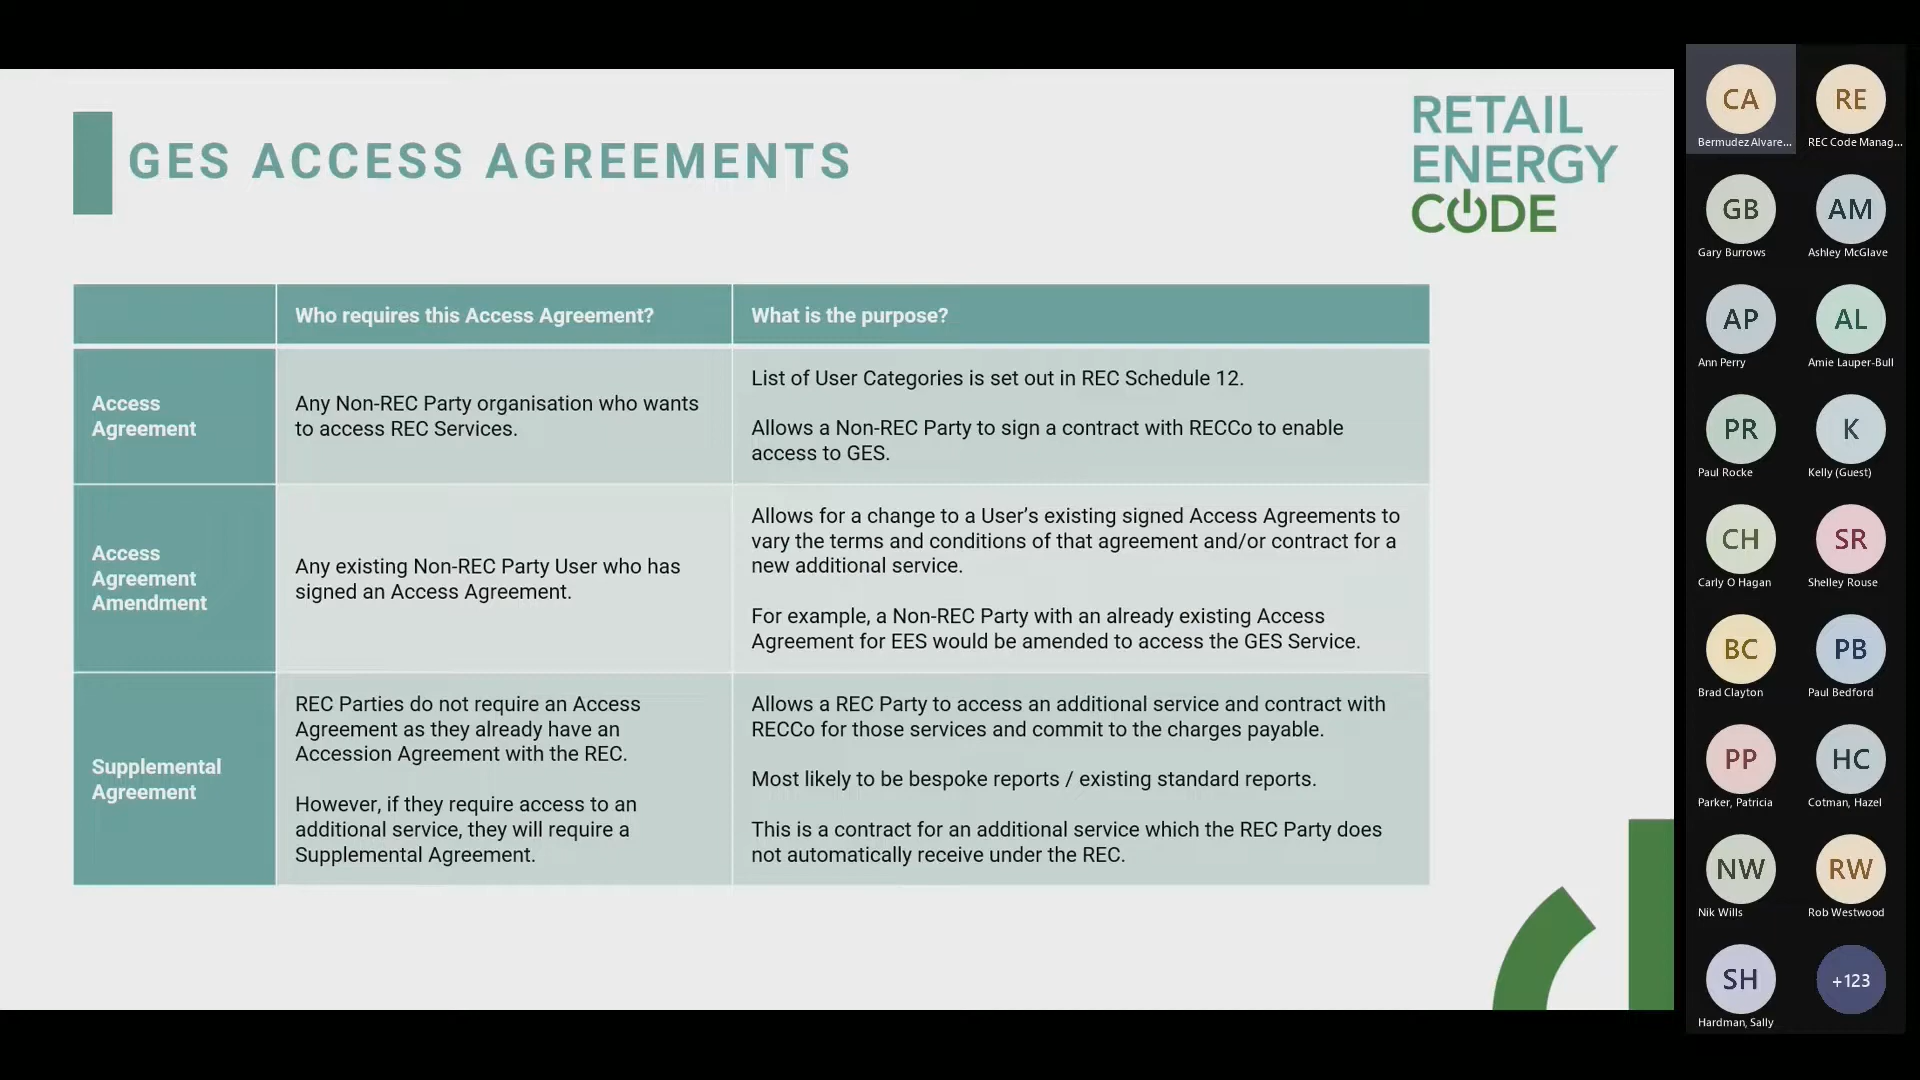 GES ACCESS AGREEMENTS
RETAIL
ENERGY
CODE
Who requires this Access Agreement?
What is the purpose?
Access
Agreement
Any Non-REC Party organisation who wants
to access REC Services.
List of User Categories is set out in REC Schedule 12.
Allows a Non-REC Party to sign a contract with RECCo to enable
access to GES.
Access
Agreement
Amendment
Any existing Non-REC Party User who has
signed an Access Agreement.
Allows for a change to a User’s existing signed Access Agreements to
vary the terms and conditions of that agreement and/or contract for a
new additional service.
For example, a Non-REC Party with an already existing Access
Agreement for EES would be amended to access the GES Service.
Supplemental
Agreement
REC Parties do not require an Access
Agreement as they already have an
Accession Agreement with the REC.
However, if they require access to an
additional service, they will require a
Supplemental Agreement.
Allows a REC Party to access an additional service and contract with
RECCo for those services and commit to the charges payable.
Most likely to be bespoke reports / existing standard reports.
This is a contract for an additional service which the REC Party does
not automatically receive under the REC.
CA
Bermudez Alvare...
RE
REC Code Manag...
GB
Gary Burrows
AM
Ashley McGlave
AP
Ann Perry
AL
Amie Lauper-Bull
PR
Paul Rocke
K
Kelly (Guest)
CH
Carly O Hagan
SR
Shelley Rouse
BC
Brad Clayton
PB
Paul Bedford
PP
Parker, Patricia
HC
Cotman, Hazel
NW
Nik Wills
RW
Rob Westwood
SH
Hardman, Sally
+123